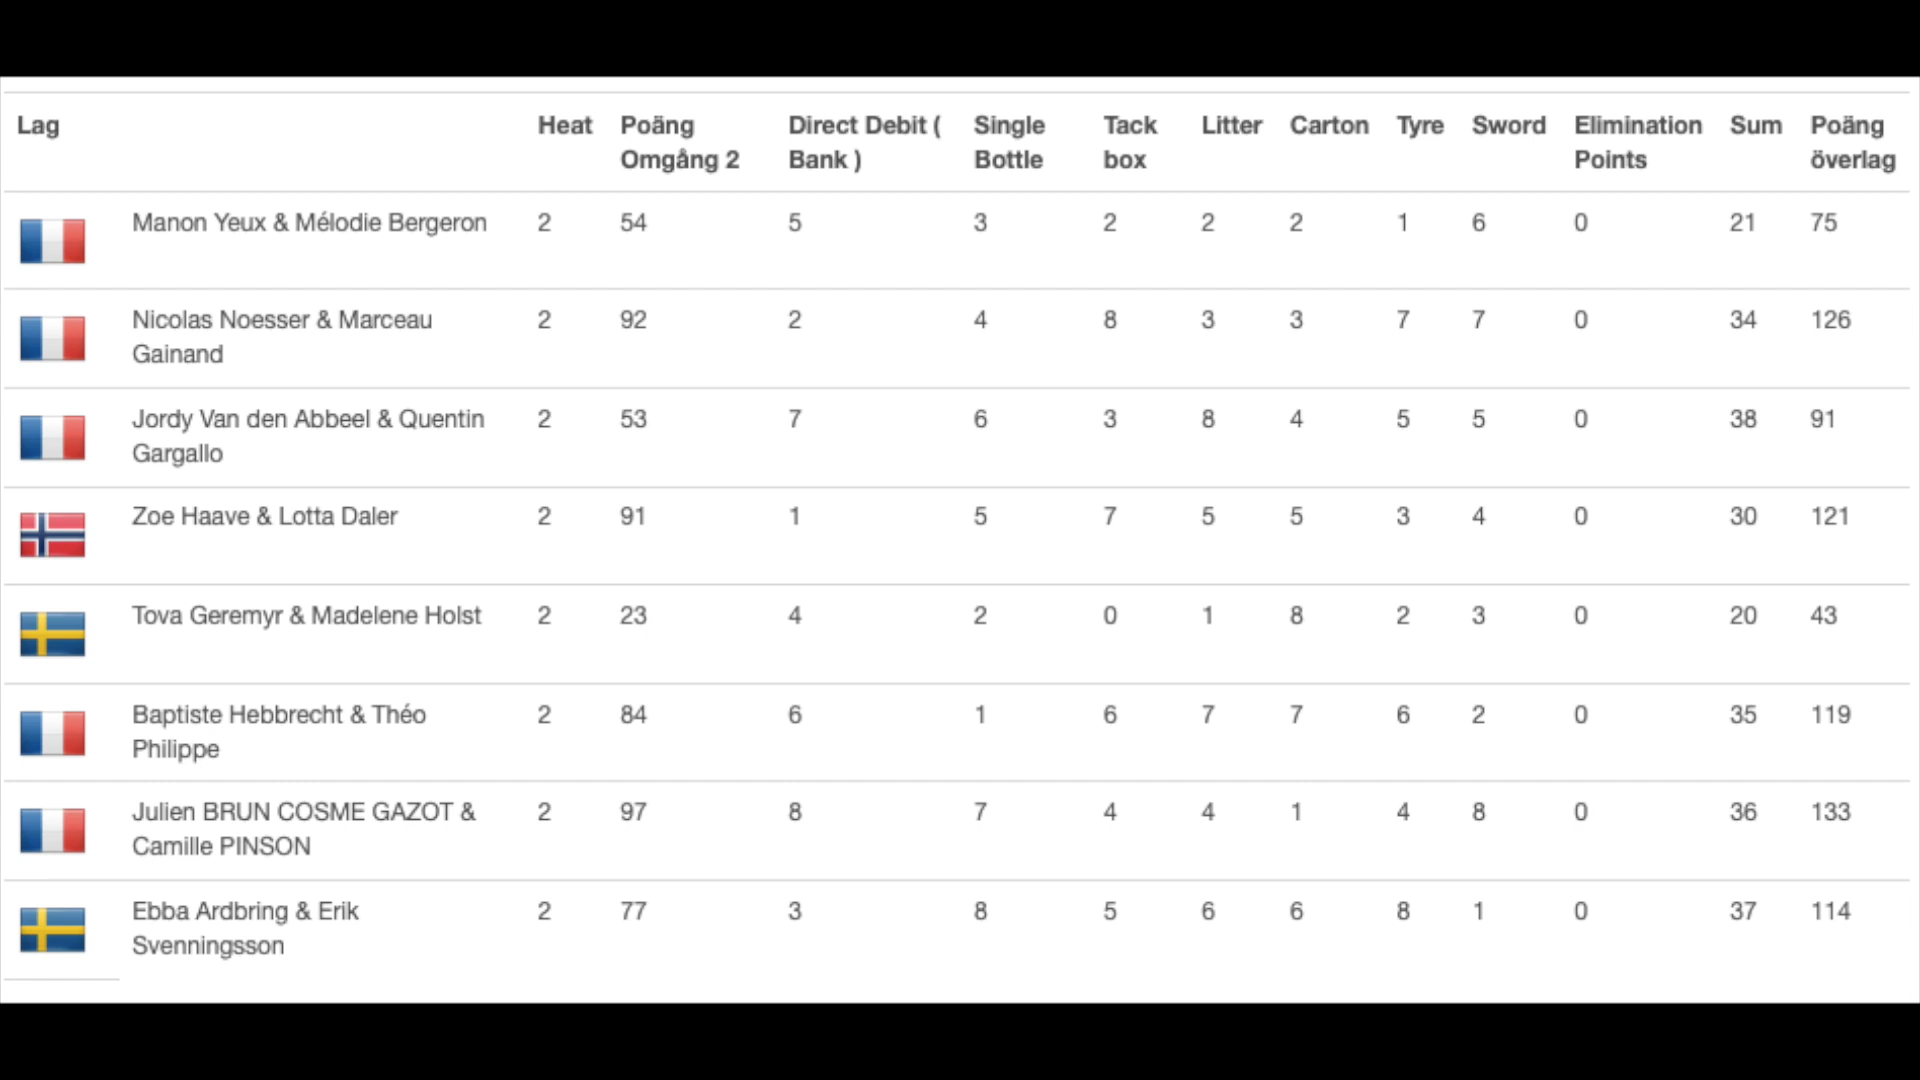 Lag Heat Poäng Omgång 2 Direct Debit ( Bank ) Single Bottle Tack box Litter Carton Tyre Sword Elimination Points Sum Poäng överlag
Manon Yeux & Mélodie Bergeron 2 54 5 3 2 2 2 1 6 0 21 75
Nicolas Noesser & Marceau Gainand 2 92 2 4 8 3 3 7 7 0 34 126
Jordy Van den Abbeel & Quentin Gargallo 2 53 7 6 3 8 4 5 5 0 38 91
Zoe Haave & Lotta Daler 2 91 1 5 7 5 5 3 4 0 30 121
Tova Geremyr & Madelene Holst 2 23 4 2 0 1 8 2 3 0 20 43
Baptiste Hebbrecht & Théo Philippe 2 84 6 1 6 7 7 6 2 0 35 119
Julien BRUN COSME GAZOT & Camille PINSON 2 97 8 7 4 4 1 4 8 0 36 133
Ebba Ardbring & Erik Svenningsson 2 77 3 8 5 6 6 8 1 0 37 114